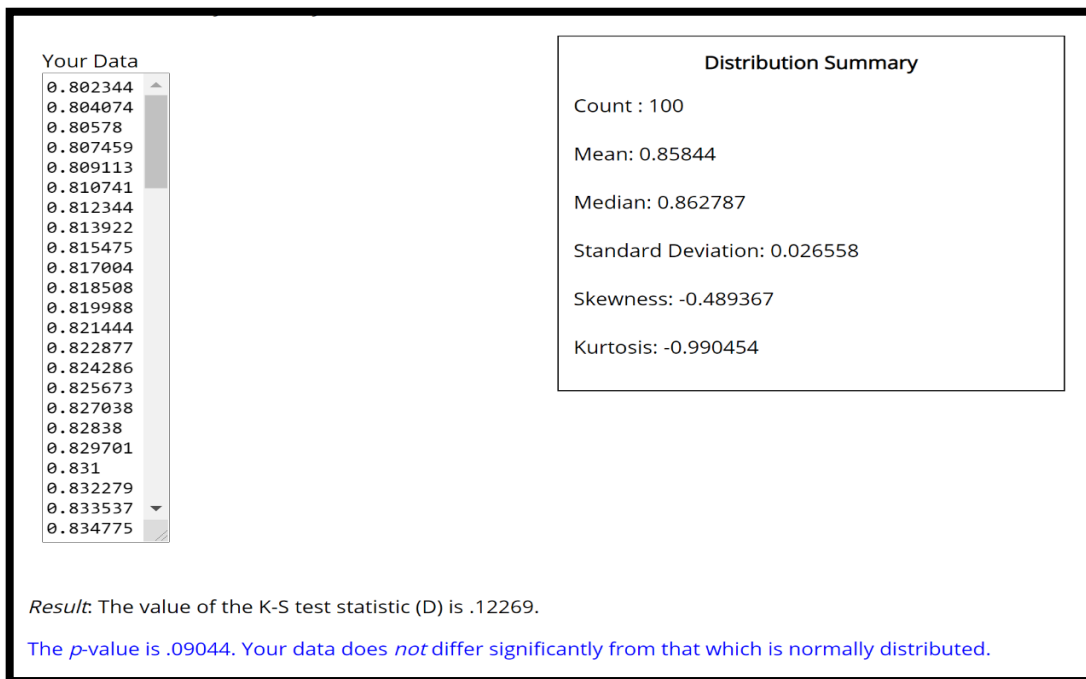 Your Data
0.802344
0.804074
0.80578
0.807459
0.809113
0.810741
0.812344
0.813922
0.815475
0.817004
0.818508
0.819988
0.821444
0.822877
0.824286
0.825673
0.827038
0.82838
0.829701
0.831
0.832279
0.833537
0.834775
Distribution Summary
Count : 100
Mean: 0.85844
Median: 0.862787
Standard Deviation: 0.026558
Skewness: -0.489367
Kurtosis: -0.990454
Result: The value of the K-S test statistic (D) is .12269.
The p-value is .09044. Your data does not differ significantly from that which is normally distributed.